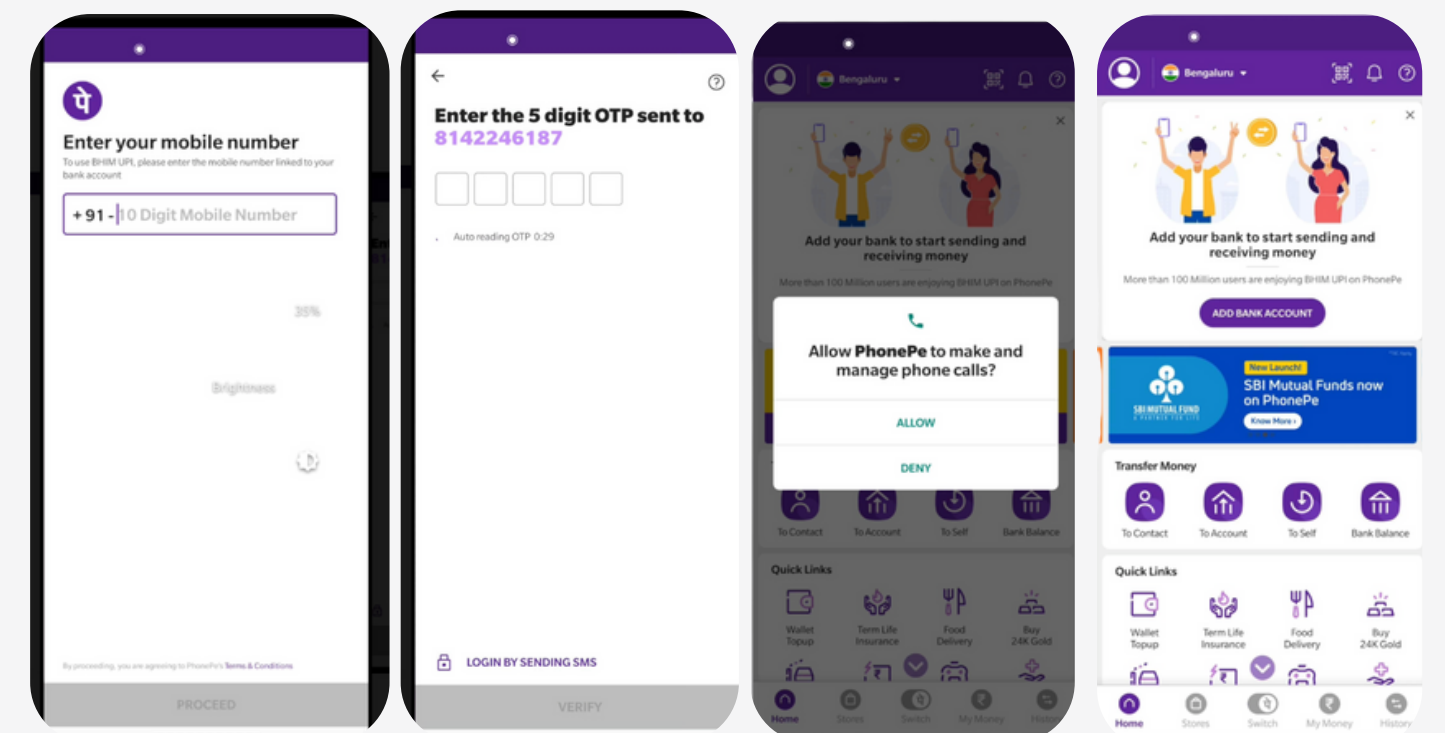 पे
Enter your mobile number
To use BHIM UPI, please enter the mobile number linked to your
bank account
+ 91 - 10 Digit Mobile Number
35%
Brightness
By proceeding, you are agreeing to PhonePe's Terms & Conditions
PROCEED
Enter the 5 digit OTP sent to
8142246187
Auto reading OTP 0:29
LOGIN BY SENDING SMS
VERIFY
Bengaluru
Add your bank to start sending and
receiving money
More than 100 Million users are enjoying BHIM UPI on PhonePe
Allow PhonePe to make and
manage phone calls?
ALLOW
DENY
To Contact To Account To Self Bank Balance
Quick Links
Wallet Term Life Food Buy
Topup Insurance Delivery 24K Gold
Home Stores Switch My Money History
Bengaluru
Add your bank to start sending and
receiving money
More than 100 Million users are enjoying BHIM UPI on PhonePe
ADD BANK ACCOUNT
New Launch!
SBI Mutual Funds now
on PhonePe
Know More ›
SBI MUTUAL FUND
A PARTNER FOR LIFE
Transfer Money
To Contact To Account To Self Bank Balance
Quick Links
Wallet Term Life Food Buy
Topup Insurance Delivery 24K Gold
Home Stores Switch My Money History